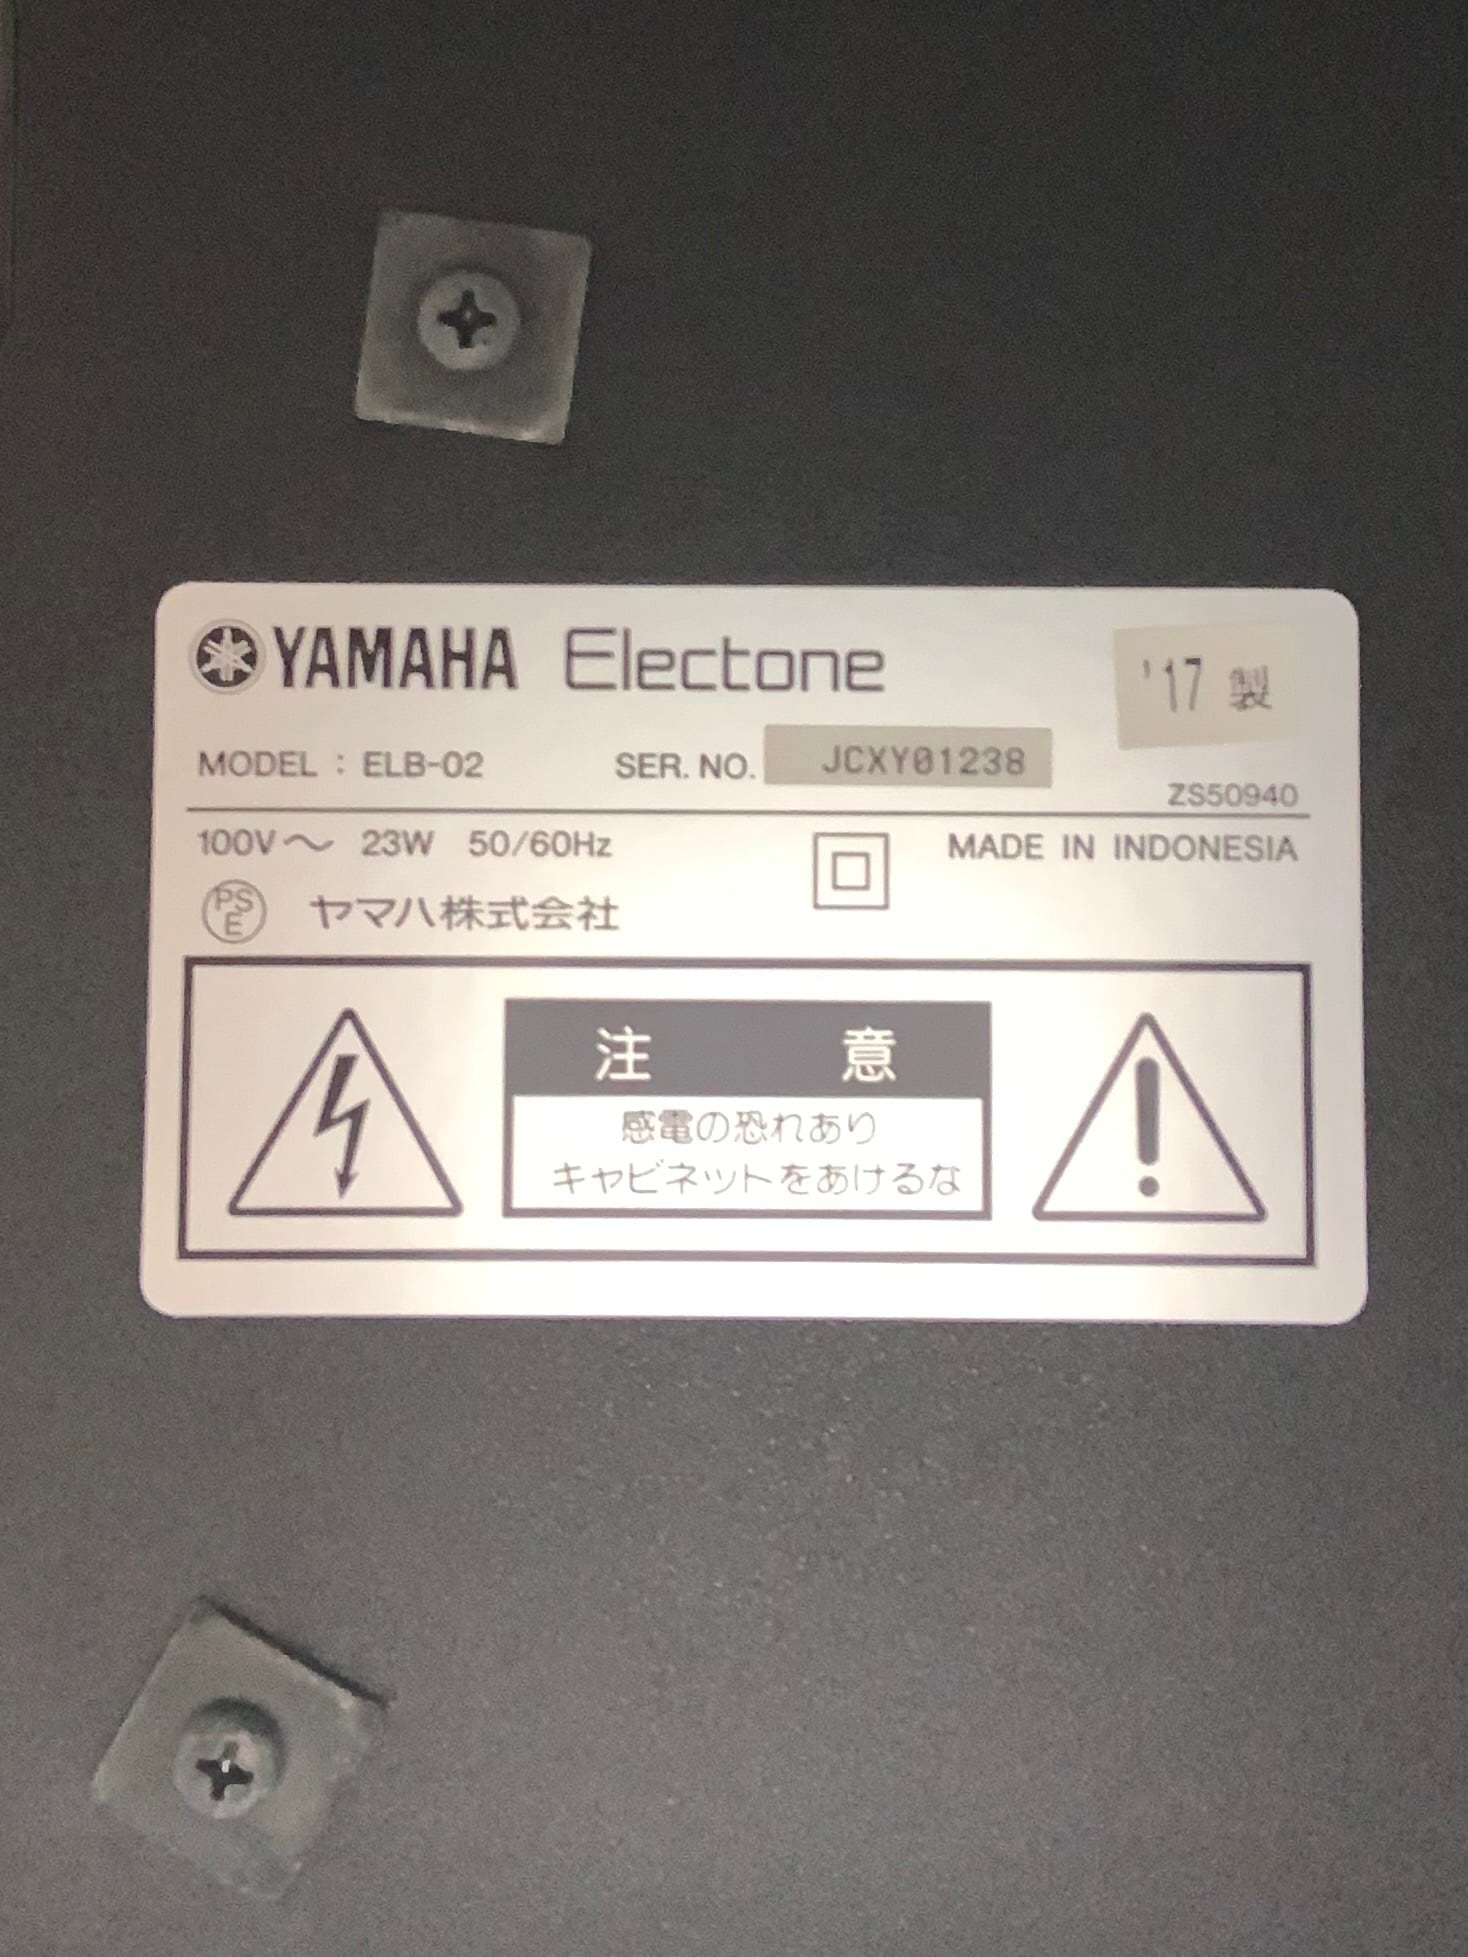 YAMAHA Electone
'17 製
MODEL : ELB-02 SER. NO. JCXY01238
ZS50940
100V～ 23W 50/60Hz MADE IN INDONESIA
PSE ヤマハ株式会社
注 意
感電の恐れあり
キャビネットをあけるな